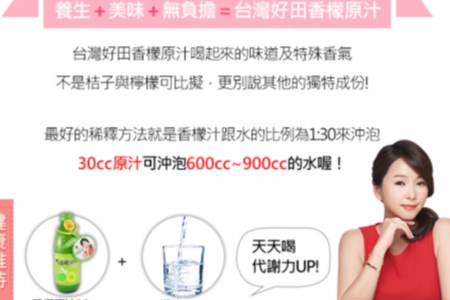 養生 + 美味 + 無負擔 = 台灣好田香檬原汁
台灣好田香檬原汁喝起來的味道及特殊香氣
不是桔子與檸檬可比擬，更別說其他的獨特成份!
最好的稀釋方法就是香檬汁跟水的比例為1:30來沖泡
30cc原汁可沖泡600cc~900cc的水喔！
+
天天喝
代謝力UP!